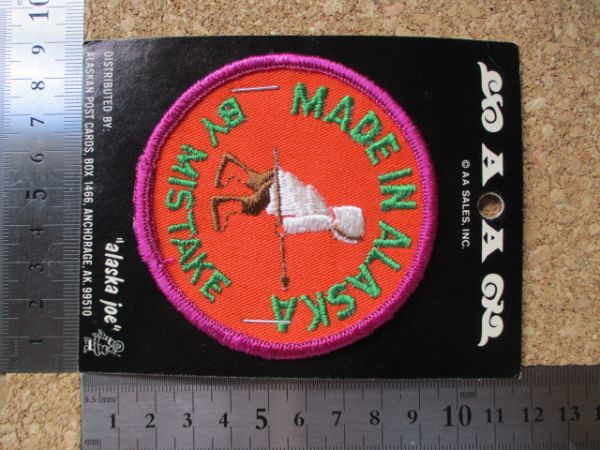 A A
© A A SALES, INC.
MADE IN ALASKA
BY MISTAKE
"alaska joe"
DISTRIBUTED BY:
ALASKAN POST CARDS, BOX 1466, ANCHORAGE, AK 99510
1 2 3 4 5 6 7 8 9 10
0.5 mm 1 2 3 4 5 6 7 8 9 10 11 12 13
mm